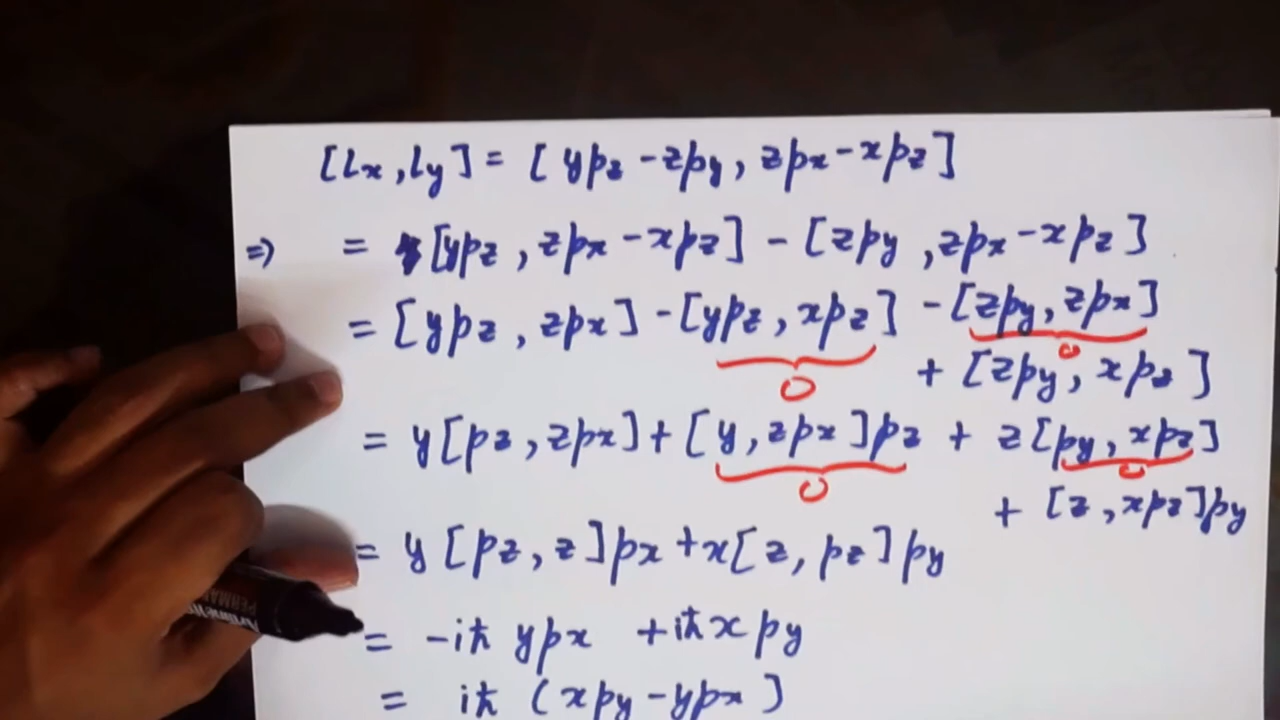 [Lx, Ly] = [ypz - zpy, zpx - xpz]
⇒ = [ypz, zpx - xpz] - [zpy, zpx - xpz]
= [ypz, zpx] - [ypz, xpz] - [zpy, zpx]
0 0
+ [zpy, xpz]
= y[pz, zpx] + [y, zpx]pz + z[py, xpz]
0 0
+ [z, xpz]py
= y[pz, z]px + x[z, pz]py
= -iħ ypx + iħxpy
= iħ (xpy - ypx)
PERMA